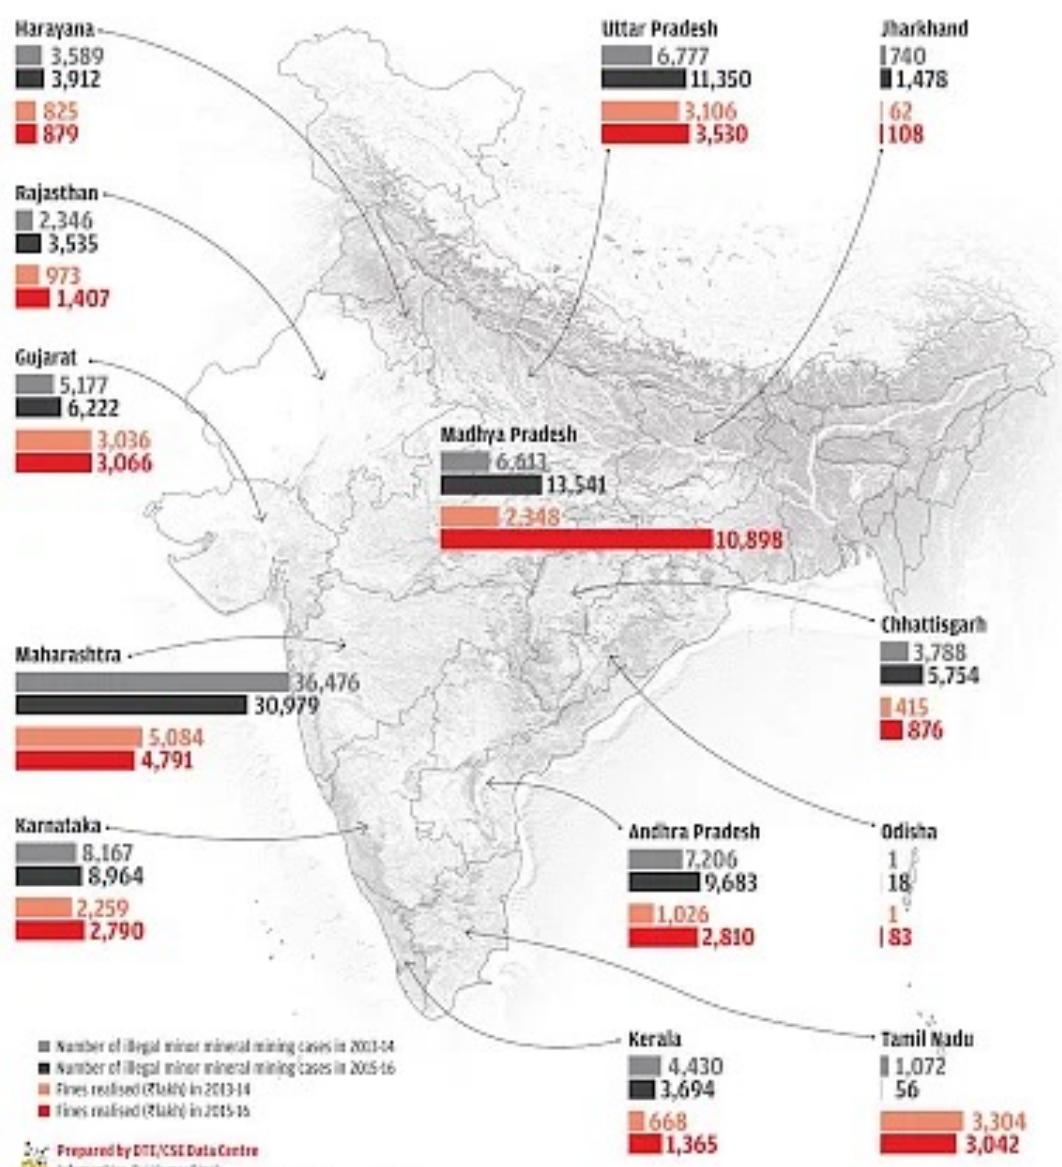 Harayana
3,589
3,912
825
879
Uttar Pradesh
6,777
11,350
3,106
3,530
Jharkhand
740
1,478
62
108
Rajasthan
2,346
3,535
973
1,407
Gujarat
5,177
6,222
3,036
3,066
Madhya Pradesh
6,613
13,541
2,348
10,898
Chhattisgarh
3,788
5,754
415
876
Maharashtra
36,476
30,979
5,084
4,791
Karnataka
8,167
8,964
2,259
2,790
Andhra Pradesh
7,206
9,683
1,026
2,810
Odisha
1
18
1
83
Kerala
4,430
3,694
668
1,365
Tamil Nadu
1,072
56
3,304
3,042
Number of illegal minor mineral mining cases in 2013-14
Number of illegal minor mineral mining cases in 2015-16
Fines realised (₹lakh) in 2013-14
Fines realised (₹lakh) in 2015-16
Prepared by DTE/CSE Data Centre